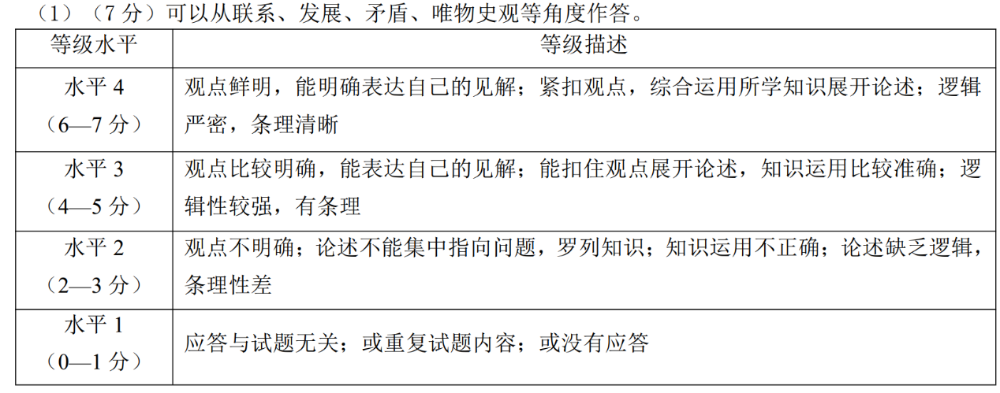 （1）（7 分）可以从联系、发展、矛盾、唯物史观等角度作答。
等级水平
等级描述
水平 4
（6—7 分）
观点鲜明，能明确表达自己的见解；紧扣观点，综合运用所学知识展开论述；逻辑
严密，条理清晰
水平 3
（4—5 分）
观点比较明确，能表达自己的见解；能扣住观点展开论述，知识运用比较准确；逻
辑性较强，有条理
水平 2
（2—3 分）
观点不明确；论述不能集中指向问题，罗列知识；知识运用不正确；论述缺乏逻辑，
条理性差
水平 1
（0—1 分）
应答与试题无关；或重复试题内容；或没有应答